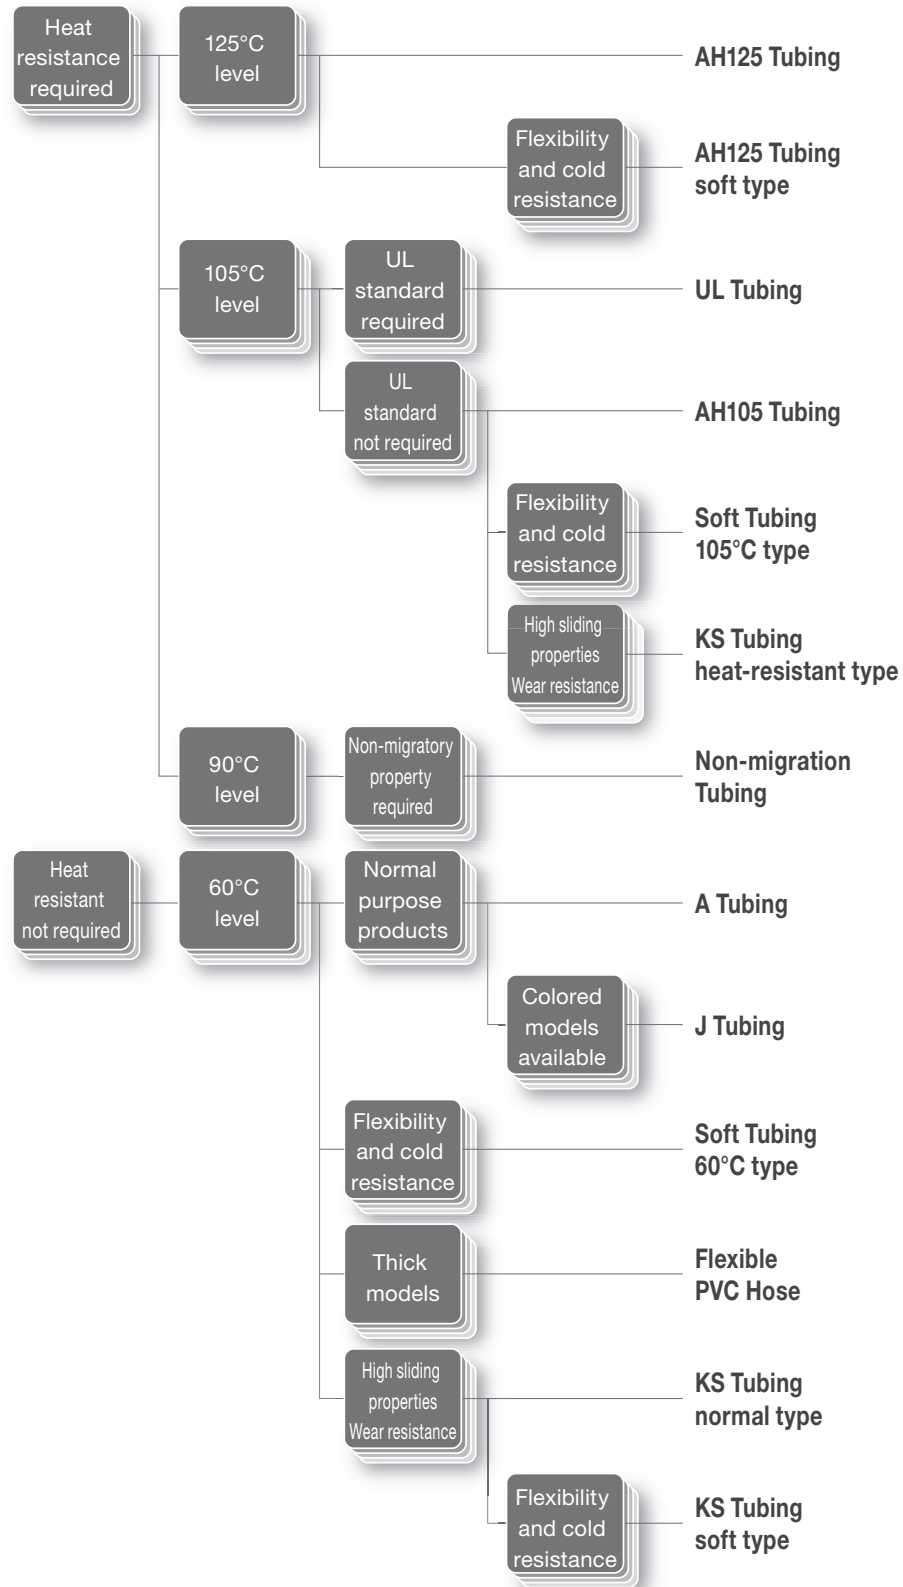 Heat
resistance
required
125°C
level
AH125 Tubing
Flexibility
and cold
resistance
AH125 Tubing
soft type
105°C
level
UL
standard
required
UL Tubing
UL
standard
not required
AH105 Tubing
Flexibility
and cold
resistance
Soft Tubing
105°C type
High sliding
properties
Wear resistance
KS Tubing
heat-resistant type
90°C
level
Non-migratory
property
required
Non-migration
Tubing
Heat
resistant
not required
60°C
level
Normal
purpose
products
A Tubing
Colored
models
available
J Tubing
Flexibility
and cold
resistance
Soft Tubing
60°C type
Thick
models
Flexible
PVC Hose
High sliding
properties
Wear resistance
KS Tubing
normal type
Flexibility
and cold
resistance
KS Tubing
soft type